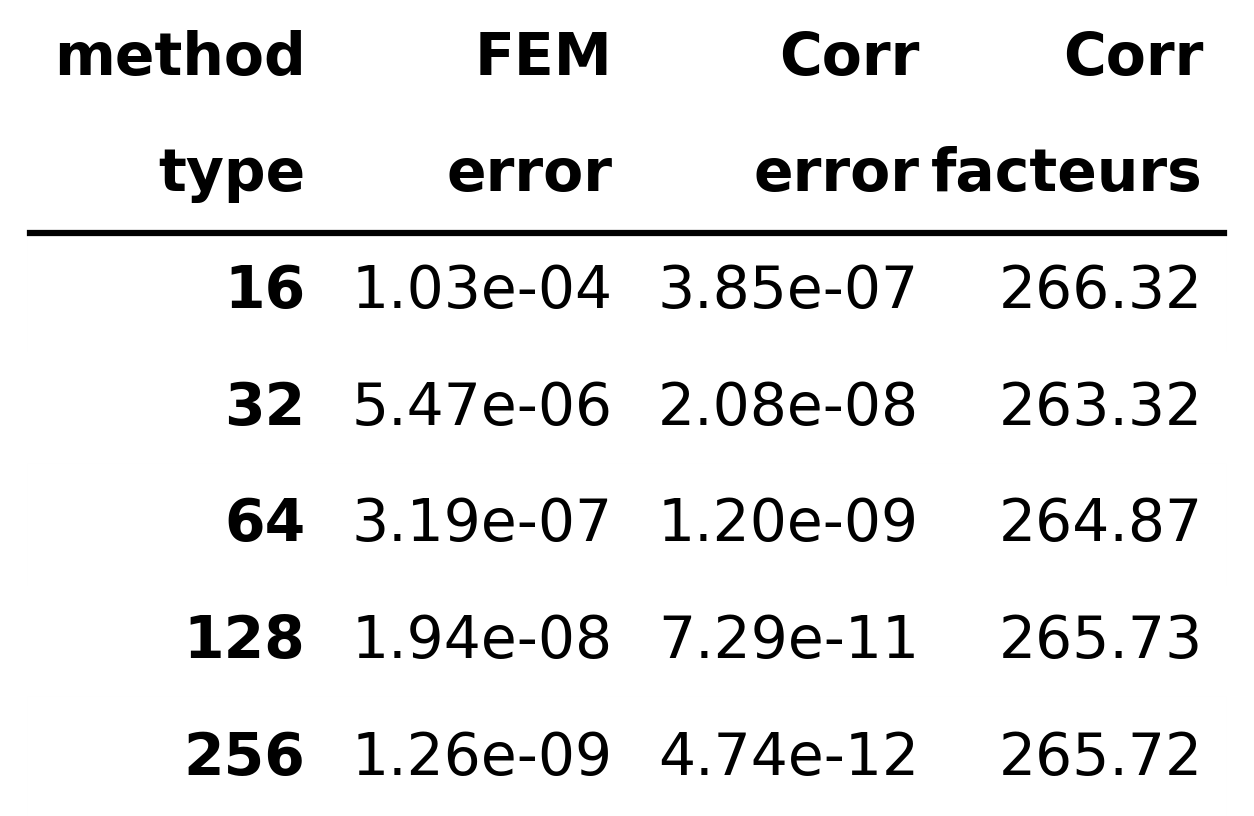 method FEM Corr Corr
type error error facteurs
16 1.03e-04 3.85e-07 266.32
32 5.47e-06 2.08e-08 263.32
64 3.19e-07 1.20e-09 264.87
128 1.94e-08 7.29e-11 265.73
256 1.26e-09 4.74e-12 265.72